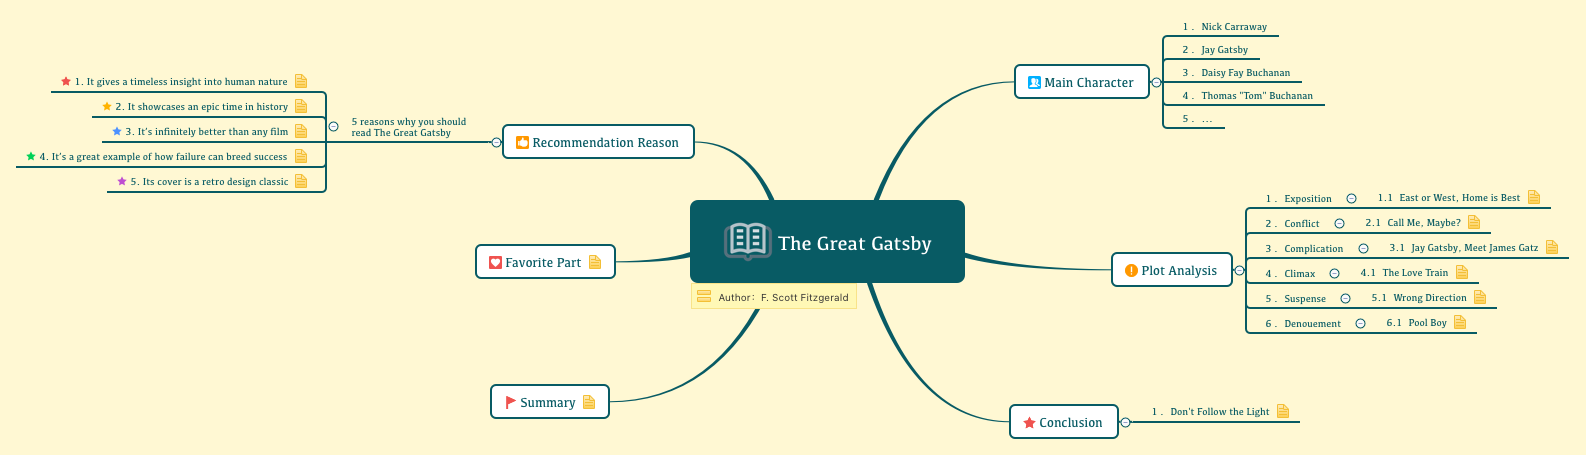 The Great Gatsby
Author: F. Scott Fitzgerald
Main Character
1 . Nick Carraway
2 . Jay Gatsby
3 . Daisy Fay Buchanan
4 . Thomas "Tom" Buchanan
5 . ...
Plot Analysis
1 . Exposition 1.1 East or West, Home is Best
2 . Conflict 2.1 Call Me, Maybe?
3 . Complication 3.1 Jay Gatsby, Meet James Gatz
4 . Climax 4.1 The Love Train
5 . Suspense 5.1 Wrong Direction
6 . Denouement 6.1 Pool Boy
Conclusion
1 . Don't Follow the Light
Recommendation Reason
5 reasons why you should
read The Great Gatsby
1. It gives a timeless insight into human nature
2. It showcases an epic time in history
3. It's infinitely better than any film
4. It's a great example of how failure can breed success
5. Its cover is a retro design classic
Favorite Part
Summary